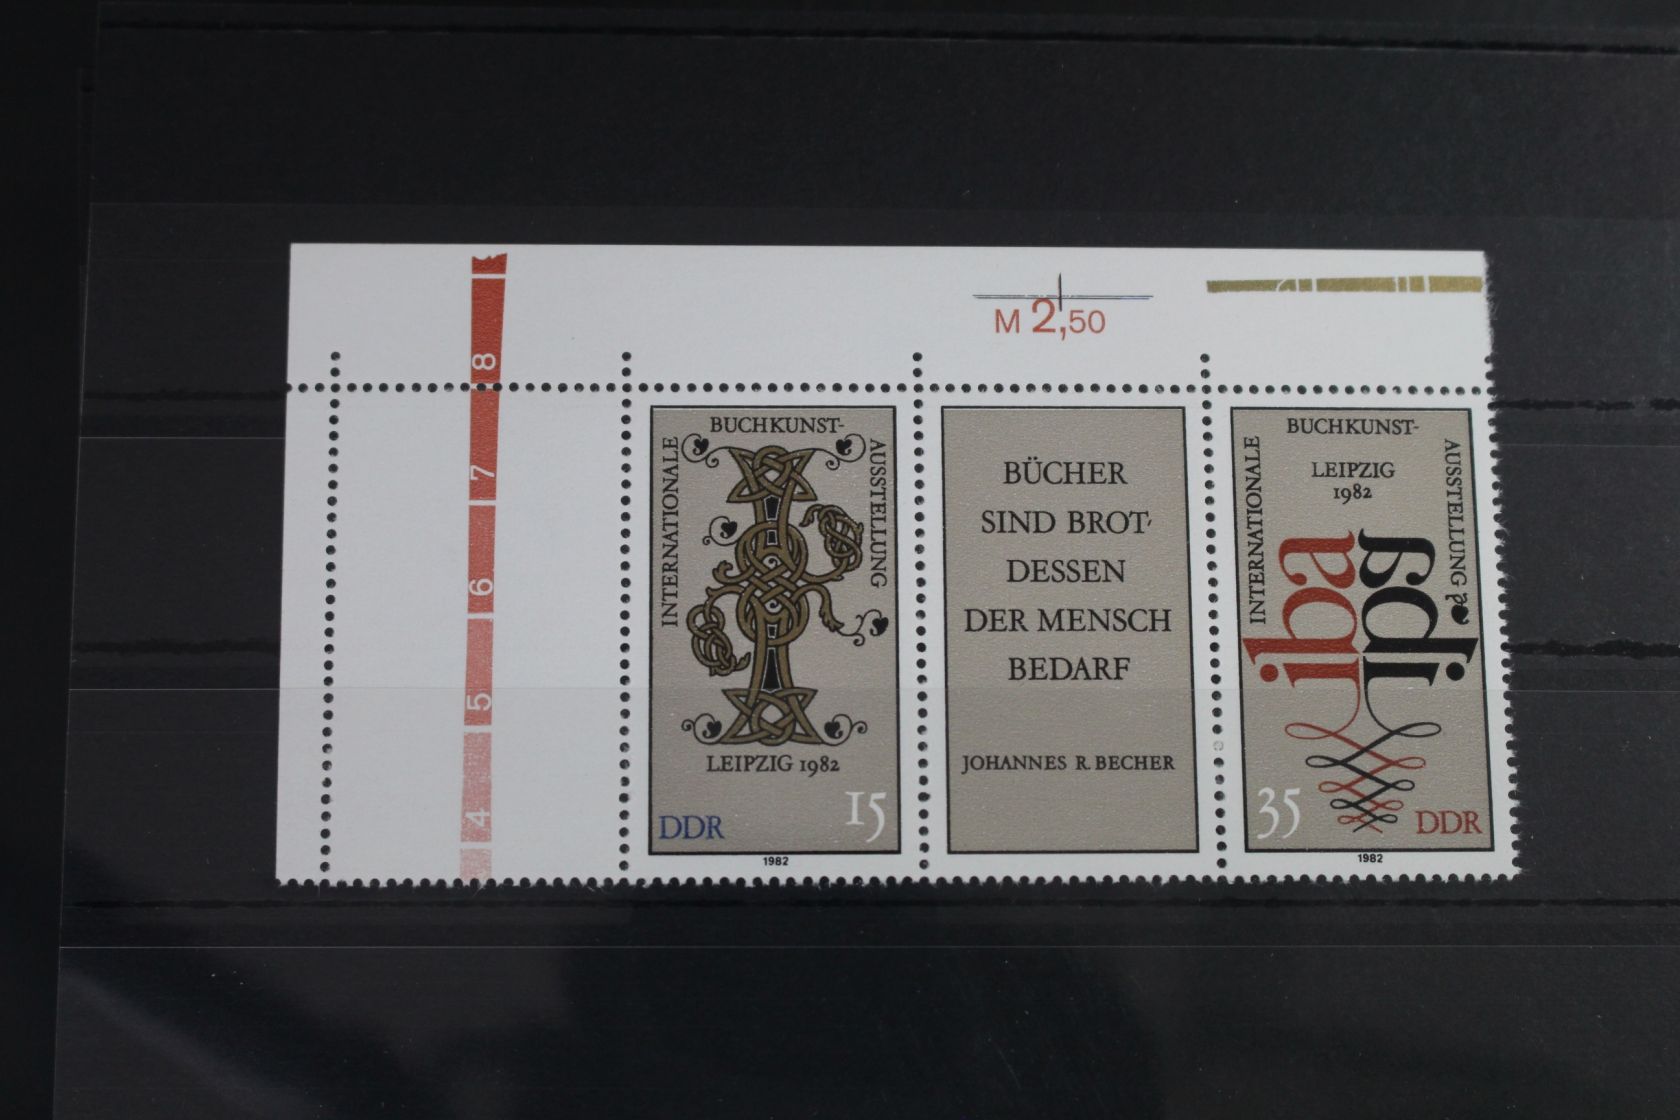 M 2,50
8
7
6
5
4
INTERNATIONALE
BUCHKUNST-
AUSSTELLUNG
LEIPZIG 1982
DDR
15
1982
BÜCHER
SIND BROT,
DESSEN
DER MENSCH
BEDARF
JOHANNES R. BECHER
INTERNATIONALE
BUCHKUNST-
AUSSTELLUNG
LEIPZIG
1982
iba
lpg
35
DDR
1982